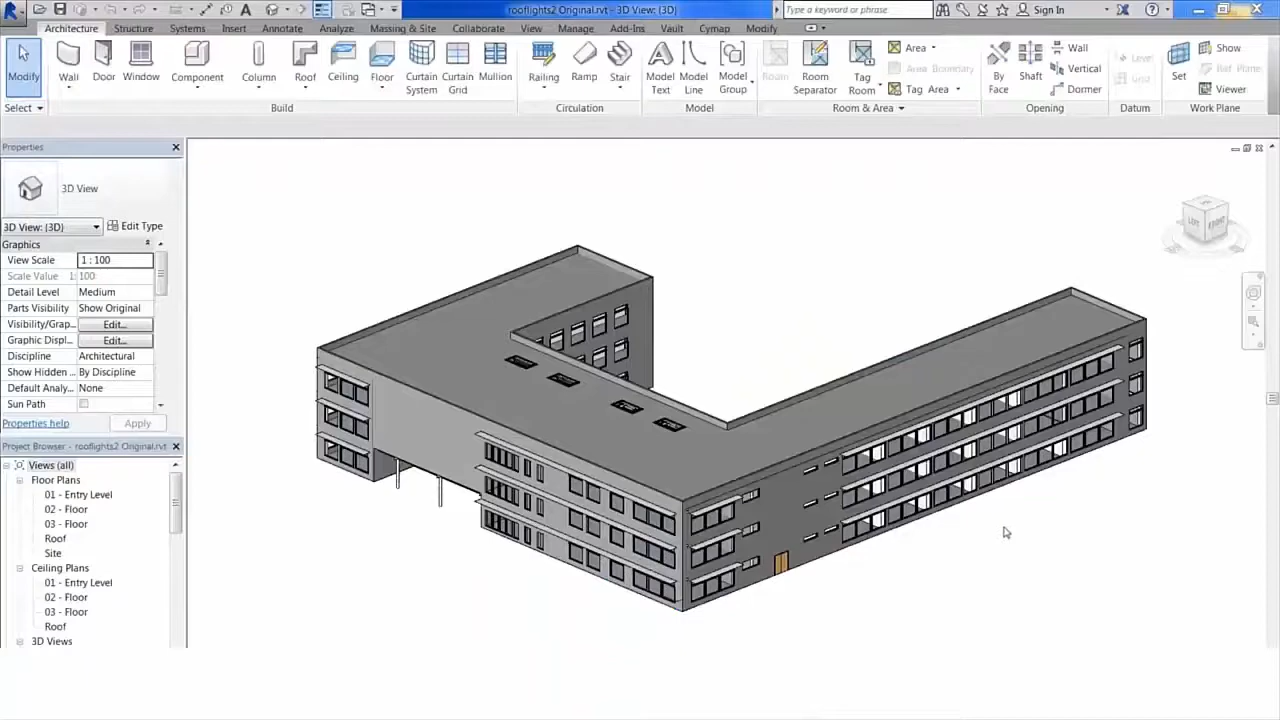 rooflights2 Original.rvt - 3D View: {3D}
Type a keyword or phrase
Sign In
Architecture Structure Systems Insert Annotate Analyze Massing & Site Collaborate View Manage Add-Ins Vault Cymap Modify
Modify
Wall
Door
Window
Component
Column
Roof
Ceiling
Floor
Curtain System
Curtain Grid
Mullion
Railing
Ramp
Stair
Model Text
Model Line
Model Group
Room
Room Separator
Tag Room
Area
Area Boundary
Tag Area
By Face
Shaft
Wall
Vertical
Dormer
Level
Grid
Set
Show
Ref Plane
Viewer
Select
Build
Circulation
Model
Room & Area
Opening
Datum
Work Plane
Properties
3D View
3D View: {3D}
Edit Type
Graphics
View Scale 1 : 100
Scale Value 1: 100
Detail Level Medium
Parts Visibility Show Original
Visibility/Grap... Edit...
Graphic Displ... Edit...
Discipline Architectural
Show Hidden ... By Discipline
Default Analy... None
Sun Path
Properties help
Apply
Project Browser - rooflights2 Original.rvt
Views (all)
Floor Plans
01 - Entry Level
02 - Floor
03 - Floor
Roof
Site
Ceiling Plans
01 - Entry Level
02 - Floor
03 - Floor
Roof
3D Views
LEFT
FRONT